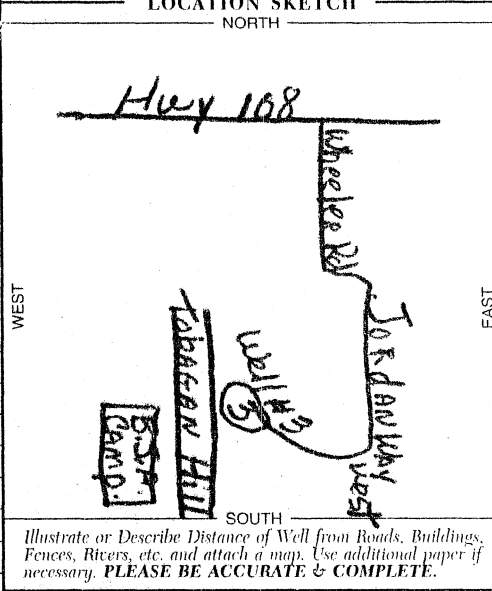 LOCATION SKETCH
NORTH
Hwy 108
Wheeler Rd
WEST
EAST
JORDAN WAY West
TOBAGAN Hill
Well #3
3
B.S.A.
CAMP.
SOUTH
Illustrate or Describe Distance of Well from Roads, Buildings,
Fences, Rivers, etc. and attach a map. Use additional paper if
necessary. PLEASE BE ACCURATE & COMPLETE.